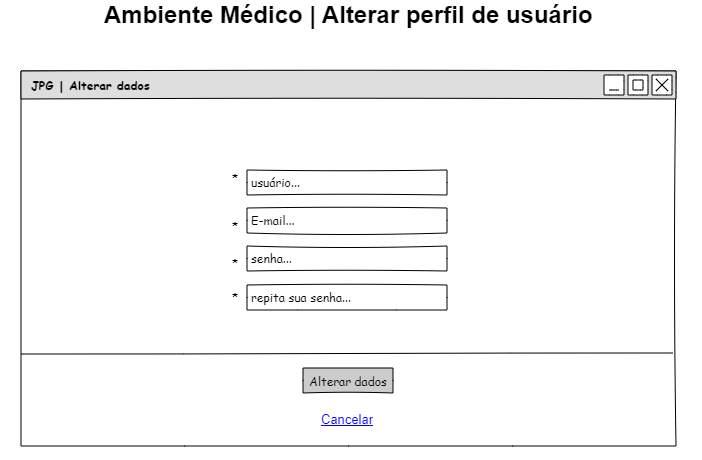 Ambiente Médico | Alterar perfil de usuário
JPG | Alterar dados
* usuário...
* E-mail...
* senha...
* repita sua senha...
Alterar dados
Cancelar